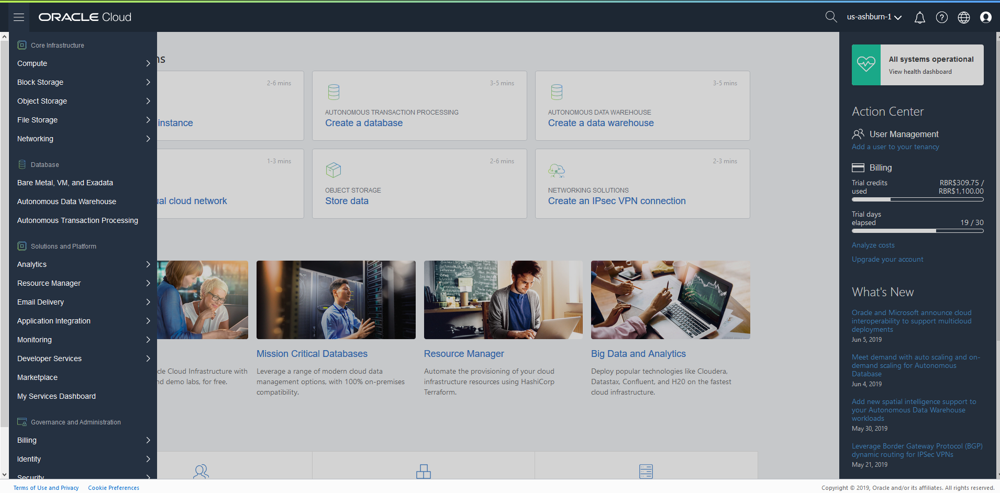 ORACLE Cloud
us-ashburn-1
Core Infrastructure
Compute
Block Storage
Object Storage
File Storage
Networking
Database
Bare Metal, VM, and Exadata
Autonomous Data Warehouse
Autonomous Transaction Processing
Solutions and Platform
Analytics
Resource Manager
Email Delivery
Application Integration
Monitoring
Developer Services
Marketplace
My Services Dashboard
Governance and Administration
Billing
Identity
Security
ns
2-6 mins
instance
3-5 mins
AUTONOMOUS TRANSACTION PROCESSING
Create a database
3-5 mins
AUTONOMOUS DATA WAREHOUSE
Create a data warehouse
1-3 mins
ual cloud network
2-6 mins
OBJECT STORAGE
Store data
2-3 mins
NETWORKING SOLUTIONS
Create an IPsec VPN connection
cle Cloud Infrastructure with
nd demo labs, for free.
Mission Critical Databases
Leverage a range of modern cloud data
management options, with 100% on-premises
compatibility.
Resource Manager
Automate the provisioning of your cloud
infrastructure resources using HashiCorp
Terraform.
Big Data and Analytics
Deploy popular technologies like Cloudera,
Datastax, Confluent, and H20 on the fastest
cloud infrastructure.
All systems operational
View health dashboard
Action Center
User Management
Add a user to your tenancy
Billing
Trial credits used
RBR$309.75 /
RBR$1,100.00
Trial days elapsed
19 / 30
Analyze costs
Upgrade your account
What's New
Oracle and Microsoft announce cloud
interoperability to support multicloud
deployments
Jun 5, 2019
Meet demand with auto scaling and on-
demand scaling for Autonomous
Database
Jun 4, 2019
Add new spatial intelligence support to
your Autonomous Data Warehouse
workloads
May 30, 2019
Leverage Border Gateway Protocol (BGP)
dynamic routing for IPSec VPNs
May 21, 2019
Terms of Use and Privacy
Cookie Preferences
Copyright © 2019, Oracle and/or its affiliates. All rights reserved.